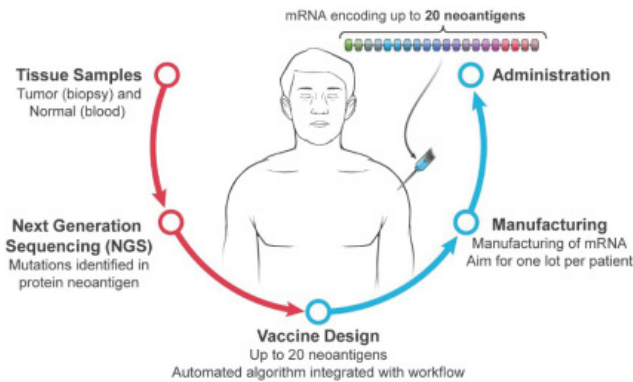 mRNA encoding up to 20 neoantigens
Tissue Samples
Tumor (biopsy) and
Normal (blood)
Administration
Next Generation
Sequencing (NGS)
Mutations identified in
protein neoantigen
Manufacturing
Manufacturing of mRNA
Aim for one lot per patient
Vaccine Design
Up to 20 neoantigens
Automated algorithm integrated with workflow